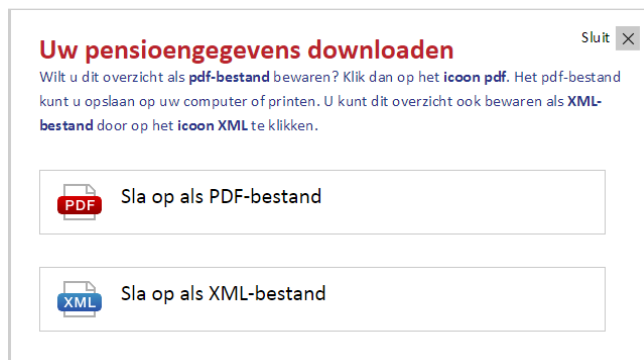 Sluit
Uw pensioengegevens downloaden
Wilt u dit overzicht als pdf-bestand bewaren? Klik dan op het icoon pdf. Het pdf-bestand
kunt u opslaan op uw computer of printen. U kunt dit overzicht ook bewaren als XML-
bestand door op het icoon XML te klikken.
PDF Sla op als PDF-bestand
XML Sla op als XML-bestand